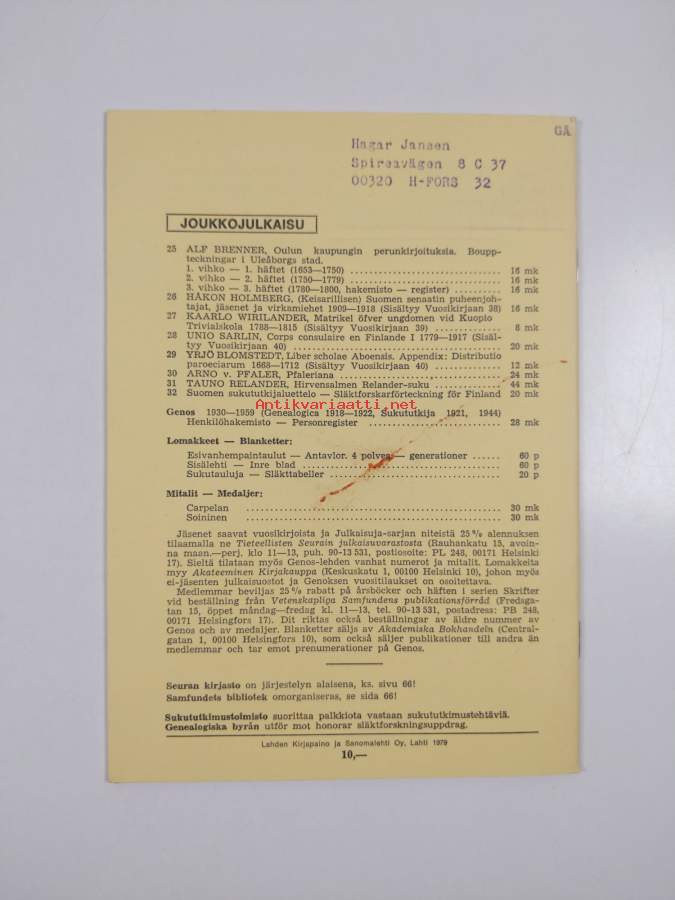 GÄ
Hagar Jansen
Spireavägen 8 C 37
00320 H-FORS 32
JOUKKOJULKAISU
25 ALF BRENNER, Oulun kaupungin perunkirjoituksia. Boupp-
teckningar i Uleåborgs stad.
1. vihko — 1. häftet (1653—1750) 16 mk
2. vihko — 2. häftet (1750—1779) 16 mk
3. vihko — 3. häftet (1780—1800, hakemisto — register) 16 mk
26 HÅKON HOLMBERG, (Keisarillisen) Suomen senaatin puheenjoh-
tajat, jäsenet ja virkamiehet 1909—1918 (Sisältyy Vuosikirjaan 38) 16 mk
27 KAARLO WIRILANDER, Matrikel öfver ungdomen vid Kuopio
Trivialskola 1788—1815 (Sisältyy Vuosikirjaan 39) 8 mk
28 UNIO SARLIN, Corps consulaire en Finlande I 1779—1917 (Sisäl-
tyy Vuosikirjaan 40) 20 mk
29 YRJÖ BLOMSTEDT, Liber scholae Aboensis. Appendix: Distributio
paroeciarum 1668—1712 (Sisältyy Vuosikirjaan 40) 12 mk
30 ARNO v. PFALER, Pfaleriana 24 mk
31 TAUNO RELANDER, Hirvensalmen Relander-suku 44 mk
32 Suomen sukututkijaluettelo — Släktforskarförteckning för Finland 20 mk
Antikvariaatti.net
Genos 1930—1959 (Genealogica 1918—1922, Sukututkija 1921, 1944)
Henkilöhakemisto — Personregister 28 mk
Lomakkeet — Blanketter:
Esivanhempaintaulut — Antavlor. 4 polvea — generationer 60 p
Sisälehti — Inre blad 60 p
Sukutauluja — Släkttabeller 20 p
Mitalit — Medaljer:
Carpelan 30 mk
Soininen 30 mk
Jäsenet saavat vuosikirjoista ja Julkaisuja-sarjan niteistä 25 % alennuksen
tilaamalla ne Tieteellisten Seurain julkaisuvarastosta (Rauhankatu 15, avoin-
na maan.—perj. klo 11—13, puh. 90-13 531, postiosoite: PL 248, 00171 Helsinki
17). Sieltä tilataan myös Genos-lehden vanhat numerot ja mitalit. Lomakkeita
myy Akateeminen Kirjakauppa (Keskuskatu 1, 00100 Helsinki 10), johon myös
ei-jäsenten julkaisuostot ja Genoksen vuositilaukset on osoitettava.
Medlemmar beviljas 25 % rabatt på årsböcker och häften i serien Skrifter
vid beställning från Vetenskapliga Samfundens publikationsförråd (Fredsga-
tan 15, öppet måndag—fredag kl. 11—13, tel. 90-13 531, postadress: PB 248,
00171 Helsingfors 17). Dit riktas också beställningar av äldre nummer av
Genos och av medaljer. Blanketter säljs av Akademiska Bokhandeln (Central-
gatan 1, 00100 Helsingfors 10), som också säljer publikationer till andra än
medlemmar och tar emot prenumerationer på Genos.
Seuran kirjasto on järjestelyn alaisena, ks. sivu 66!
Samfundets bibliotek omorganiseras, se sida 66!
Sukututkimustoimisto suorittaa palkkiota vastaan sukututkimustehtäviä.
Genealogiska byrån utför mot honorar släktforskningsuppdrag.
Lahden Kirjapaino ja Sanomalehti Oy, Lahti 1979
10,—